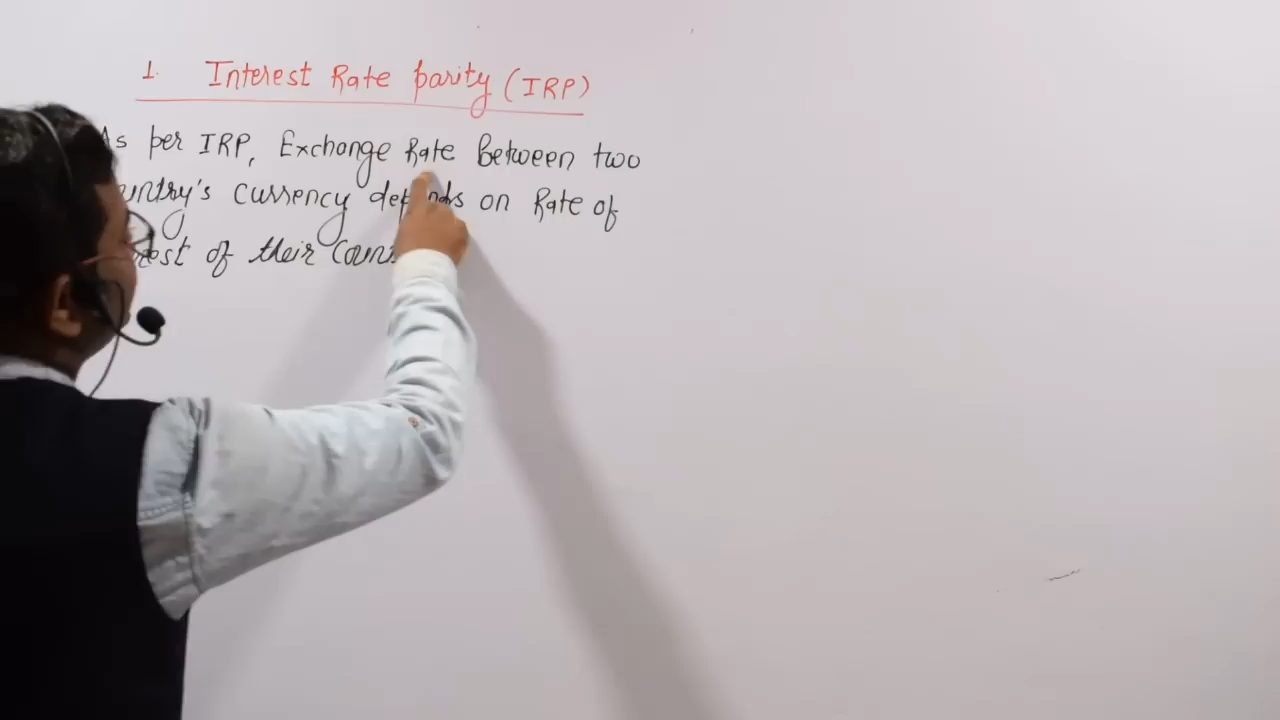 1. Interest Rate parity (IRP)
As per IRP, Exchange Rate Between two
country's currency depends on Rate of
of their